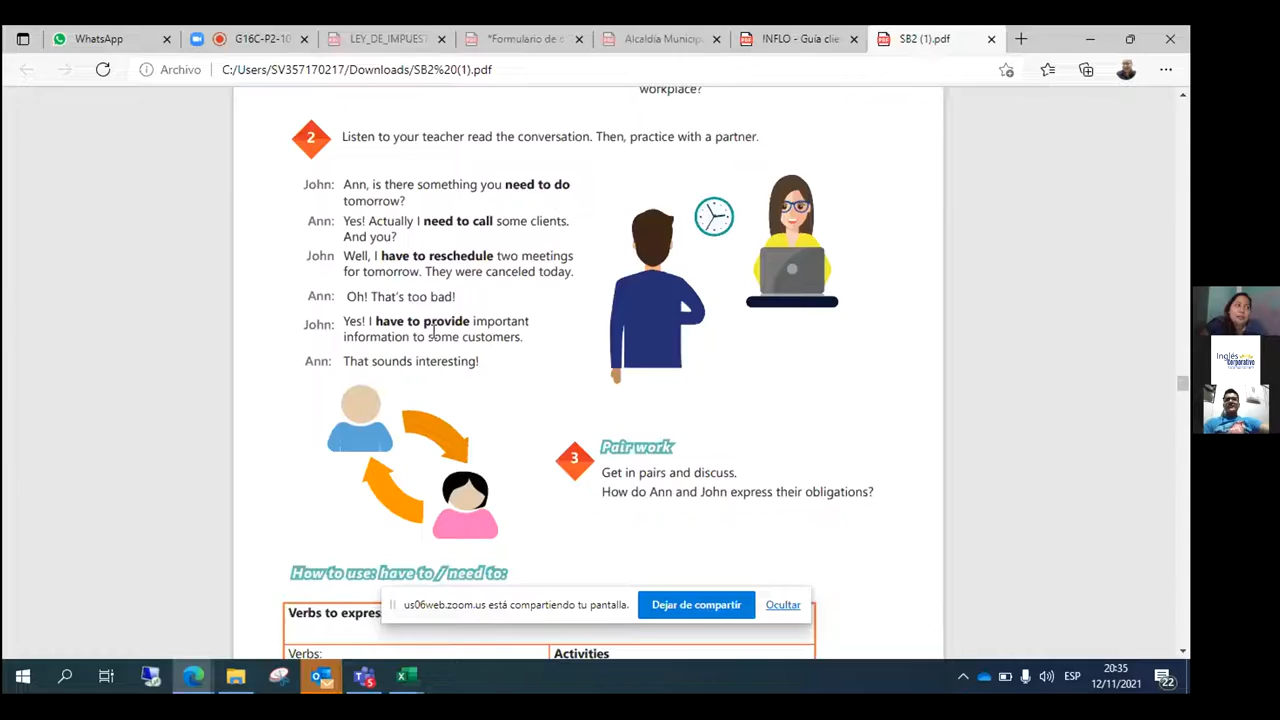 WhatsApp
G16C-P2-10
LEY_DE_IMPUEST
*Formulario de s
Alcaldía Municip
INFLO - Guía clie
SB2 (1).pdf
Archivo
C:/Users/SV357170217/Downloads/SB2%20(1).pdf
workplace?
2
Listen to your teacher read the conversation. Then, practice with a partner.
John: Ann, is there something you need to do
tomorrow?
Ann: Yes! Actually I need to call some clients.
And you?
John Well, I have to reschedule two meetings
for tomorrow. They were canceled today.
Ann: Oh! That's too bad!
John: Yes! I have to provide important
information to some customers.
Ann: That sounds interesting!
3
Pair work
Get in pairs and discuss.
How do Ann and John express their obligations?
How to use: have to / need to:
us06web.zoom.us está compartiendo tu pantalla.
Dejar de compartir
Ocultar
Verbs to expres
Verbs:
Activities
Inglés
corporativo
ESP
20:35
12/11/2021
22